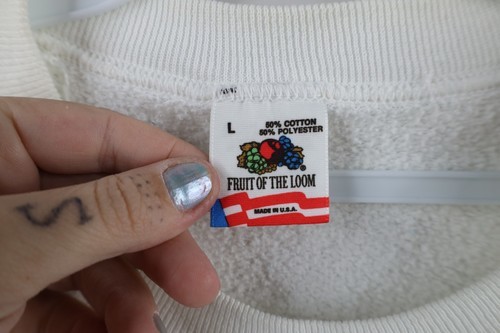 L
50% COTTON
50% POLYESTER
FRUIT OF THE LOOM
®
MADE IN U.S.A.